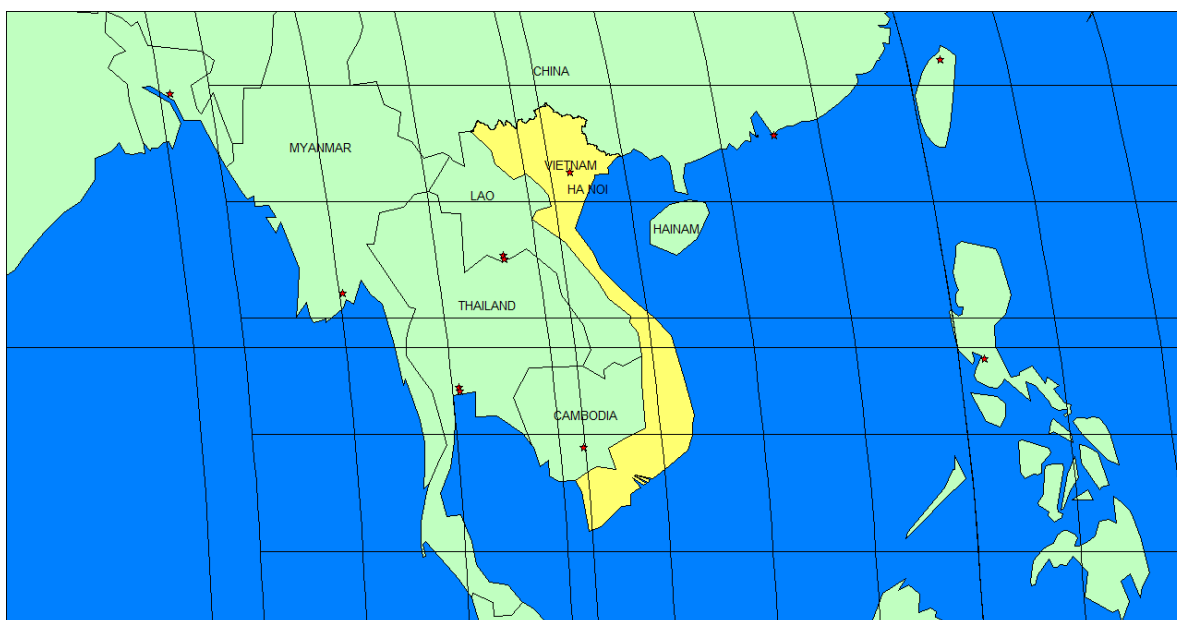 CHINA
MYANMAR
VIETNAM
LAO
HA NOI
HAINAM
THAILAND
CAMBODIA